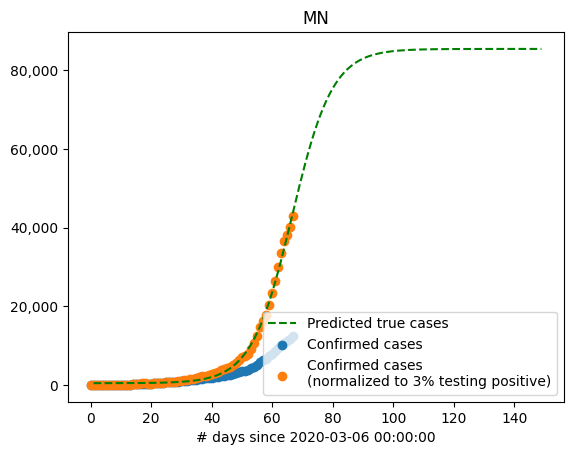 MN
80,000
60,000
40,000
20,000
0
Predicted true cases
Confirmed cases
Confirmed cases
(normalized to 3% testing positive)
0 20 40 60 80 100 120 140
# days since 2020-03-06 00:00:00